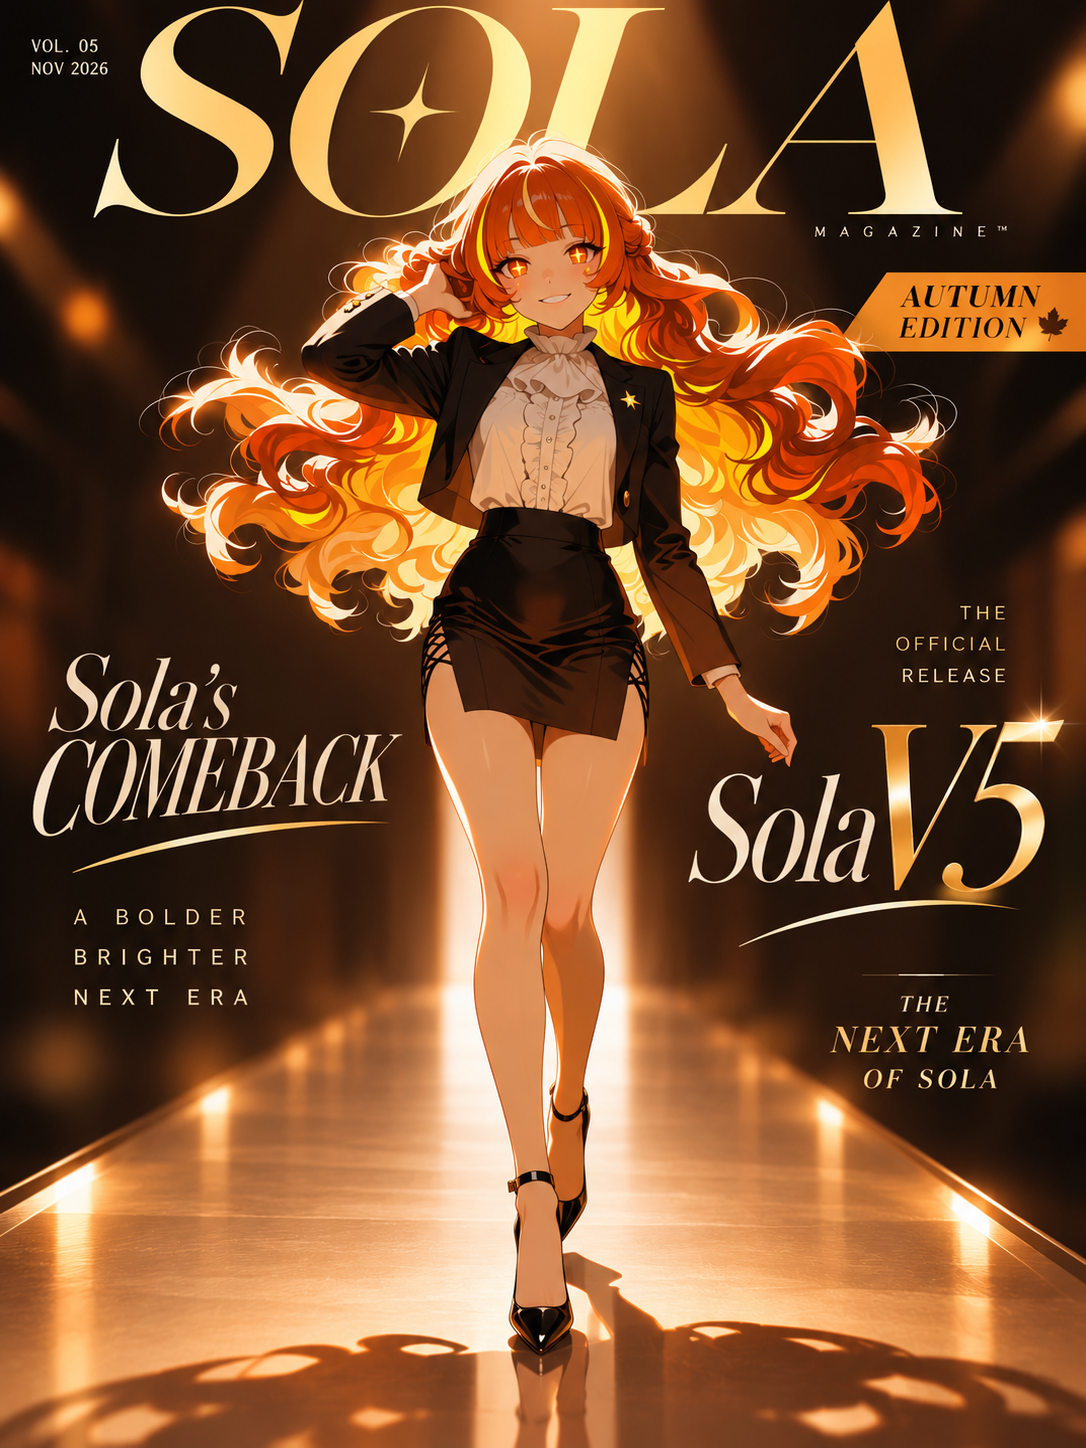 VOL. 05
NOV 2026
SOLA
MAGAZINE™
AUTUMN
EDITION
Sola's
COMEBACK
A BOLDER
BRIGHTER
NEXT ERA
THE
OFFICIAL
RELEASE
Sola V5
THE
NEXT ERA
OF SOLA